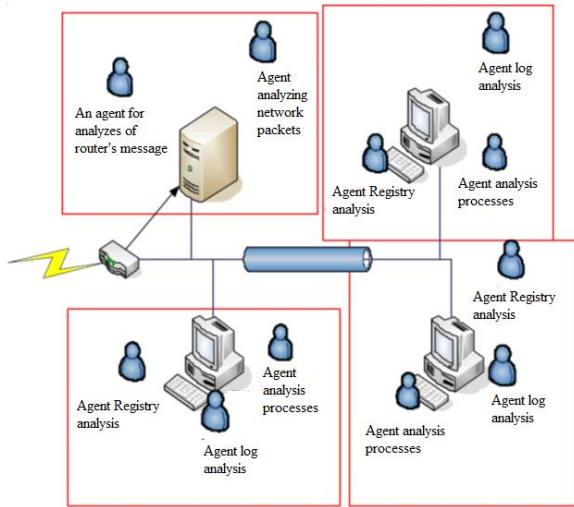 An agent for
analyzes of
router's message
Agent
analyzing
network
packets
Agent log
analysis
Agent Registry
analysis
Agent analysis
processes
Agent Registry
analysis
Agent log
analysis
Agent analysis
processes
Agent Registry
analysis
Agent
analysis
processes
Agent log
analysis